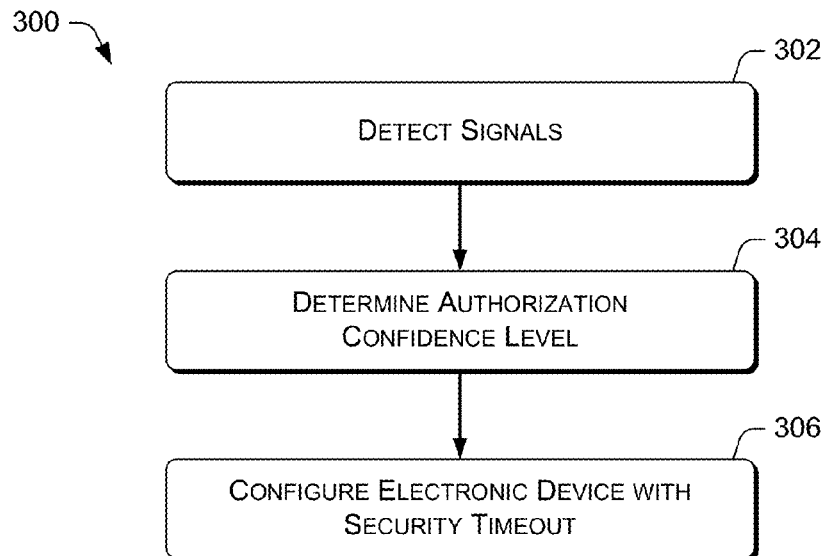 300
302
DETECT SIGNALS
304
DETERMINE AUTHORIZATION
CONFIDENCE LEVEL
306
CONFIGURE ELECTRONIC DEVICE WITH
SECURITY TIMEOUT